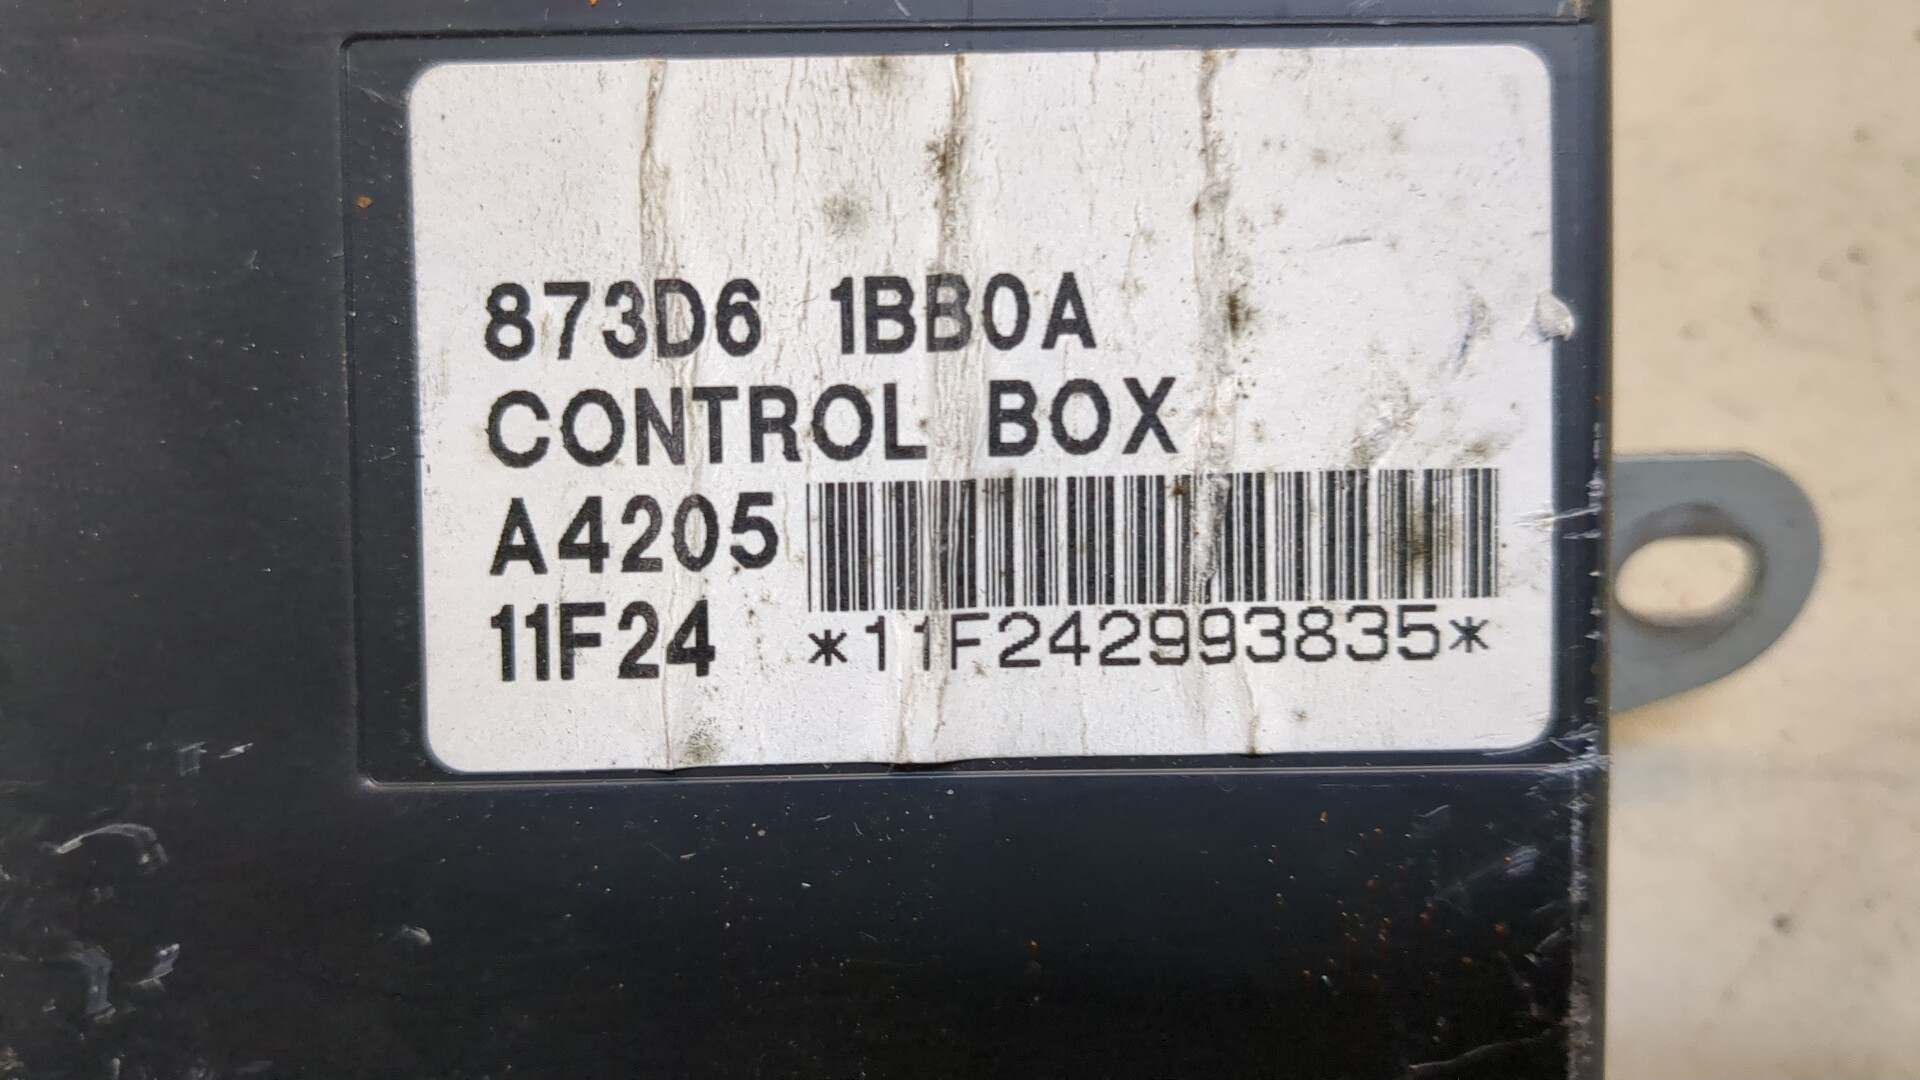 873D6 1BB0A
CONTROL BOX
A4205
11F24 *11F242993835*